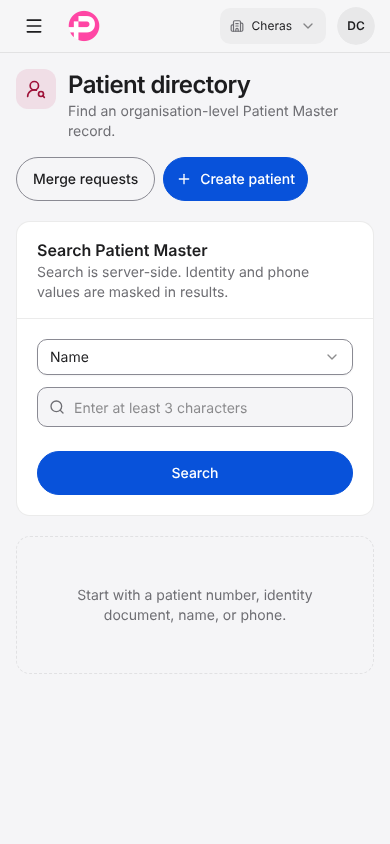 Cheras
DC
Patient directory
Find an organisation-level Patient Master
record.
Merge requests
Create patient
Search Patient Master
Search is server-side. Identity and phone
values are masked in results.
Name
Enter at least 3 characters
Search
Start with a patient number, identity
document, name, or phone.